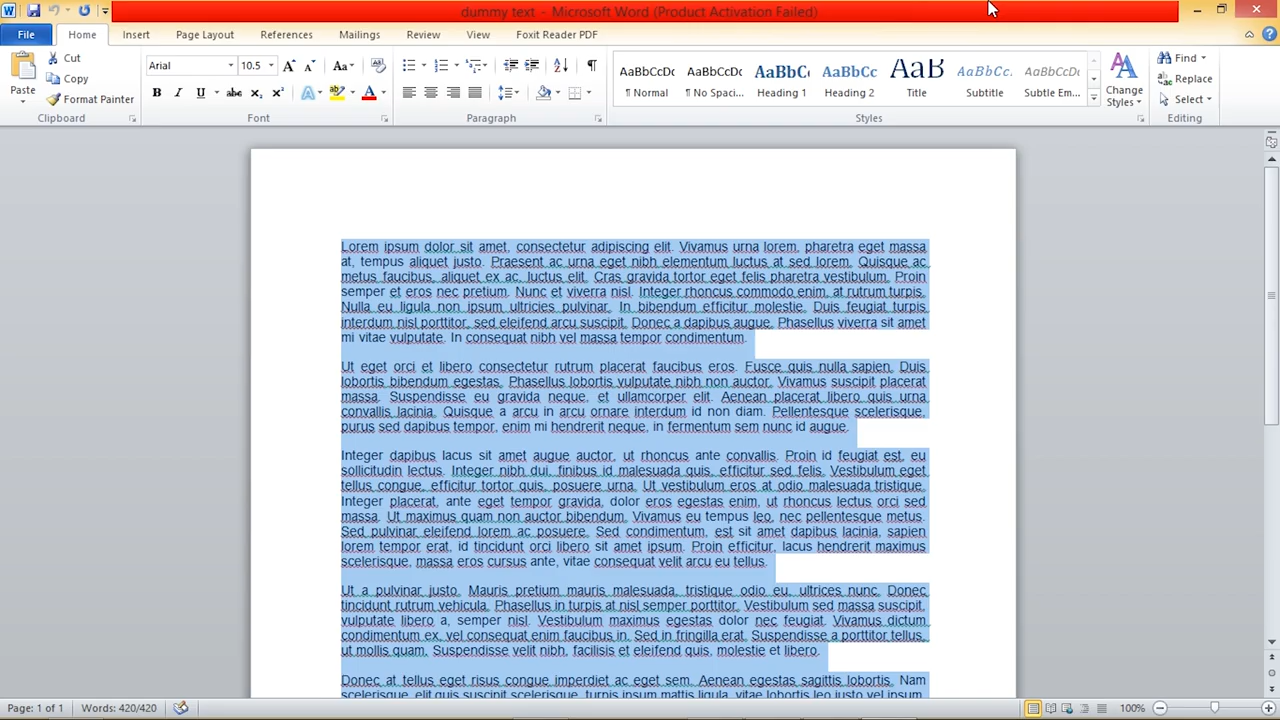 dummy text - Microsoft Word (Product Activation Failed)
File Home Insert Page Layout References Mailings Review View Foxit Reader PDF
Paste
Cut
Copy
Format Painter
Clipboard
Arial 10.5
Font
Paragraph
AaBbCcDc AaBbCcDc AaBbC AaBbCc AaB AaBbCc. AaBbCcDc
¶ Normal ¶ No Spaci... Heading 1 Heading 2 Title Subtitle Subtle Em...
Change Styles
Styles
Find
Replace
Select
Editing
Lorem ipsum dolor sit amet, consectetur adipiscing elit. Vivamus urna lorem, pharetra eget massa
at, tempus aliquet justo. Praesent ac urna eget nibh elementum luctus at sed lorem. Quisque ac
metus faucibus, aliquet ex ac, luctus elit. Cras gravida tortor eget felis pharetra vestibulum. Proin
semper et eros nec pretium. Nunc et viverra nisl. Integer rhoncus commodo enim, at rutrum turpis.
Nulla eu ligula non ipsum ultricies pulvinar. In bibendum efficitur molestie. Duis feugiat turpis
interdum nisl porttitor, sed eleifend arcu suscipit. Donec a dapibus augue. Phasellus viverra sit amet
mi vitae vulputate. In consequat nibh vel massa tempor condimentum.
Ut eget orci et libero consectetur rutrum placerat faucibus eros. Fusce quis nulla sapien. Duis
lobortis bibendum egestas. Phasellus lobortis vulputate nibh non auctor. Vivamus suscipit placerat
massa. Suspendisse eu gravida neque, et ullamcorper elit. Aenean placerat libero quis urna
convallis lacinia. Quisque a arcu in arcu ornare interdum id non diam. Pellentesque scelerisque,
purus sed dapibus tempor, enim mi hendrerit neque, in fermentum sem nunc id augue.
Integer dapibus lacus sit amet augue auctor, ut rhoncus ante convallis. Proin id feugiat est, eu
sollicitudin lectus. Integer nibh dui, finibus id malesuada quis, efficitur sed felis. Vestibulum eget
tellus congue, efficitur tortor quis, posuere urna. Ut vestibulum eros at odio malesuada tristique.
Integer placerat, ante eget tempor gravida, dolor eros egestas enim, ut rhoncus lectus orci sed
massa. Ut maximus quam non auctor bibendum. Vivamus eu tempus leo, nec pellentesque metus.
Sed pulvinar eleifend lorem ac posuere. Sed condimentum, est sit amet dapibus lacinia, sapien
lorem tempor erat, id tincidunt orci libero sit amet ipsum. Proin efficitur, lacus hendrerit maximus
scelerisque, massa eros cursus ante, vitae consequat velit arcu eu tellus.
Ut a pulvinar justo. Mauris pretium mauris malesuada, tristique odio eu, ultrices nunc. Donec
tincidunt rutrum vehicula. Phasellus in turpis at nisl semper porttitor. Vestibulum sed massa suscipit,
vulputate libero a, semper nisl. Vestibulum maximus egestas dolor nec feugiat. Vivamus dictum
condimentum ex, vel consequat enim faucibus in. Sed in fringilla erat. Suspendisse a porttitor tellus,
ut mollis quam. Suspendisse velit nibh, facilisis et eleifend quis, molestie et libero.
Donec at tellus eget risus congue imperdiet ac eget sem. Aenean egestas sagittis lobortis. Nam
scelerisque, elit quis suscipit scelerisque, turpis ipsum mattis ligula, vitae lobortis leo justo vel ipsum.
Page: 1 of 1 Words: 420/420 100%